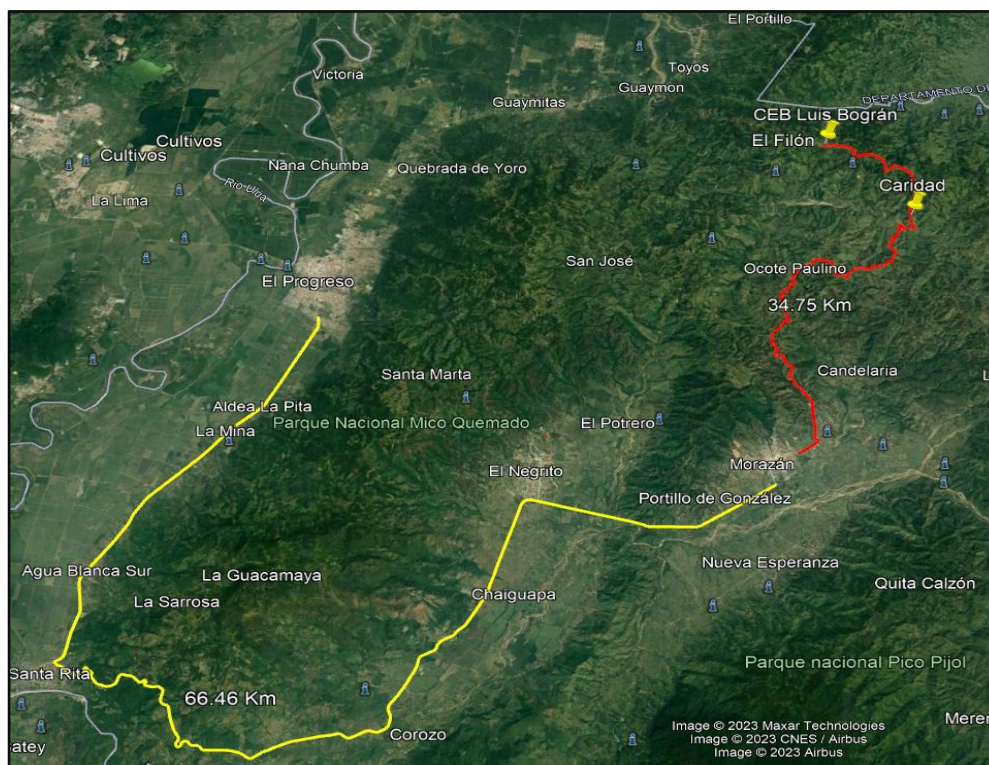 El Portillo
Toyos
Victoria
Guaymon
Guaymitas
DEPARTAMENTO DE
CEB Luis Bográn
El Filón
Cultivos
Cultivos
Nana Chumba
Quebrada de Yoro
Caridad
La Lima
Río Ulúa
San José
Ocote Paulino
El Progreso
34.75 Km
Santa Marta
Candelaria
Aldea La Pita
Parque Nacional Mico Quemado
El Potrero
La Mina
El Negrito
Morazán
Portillo de González
Nueva Esperanza
Agua Blanca Sur
La Guacamaya
Quita Calzón
La Sarrosa
Chaiguapa
Santa Rita
Parque nacional Pico Pijol
66.46 Km
Corozo
Image © 2023 Maxar Technologies
Image © 2023 CNES / Airbus
Image © 2023 Airbus